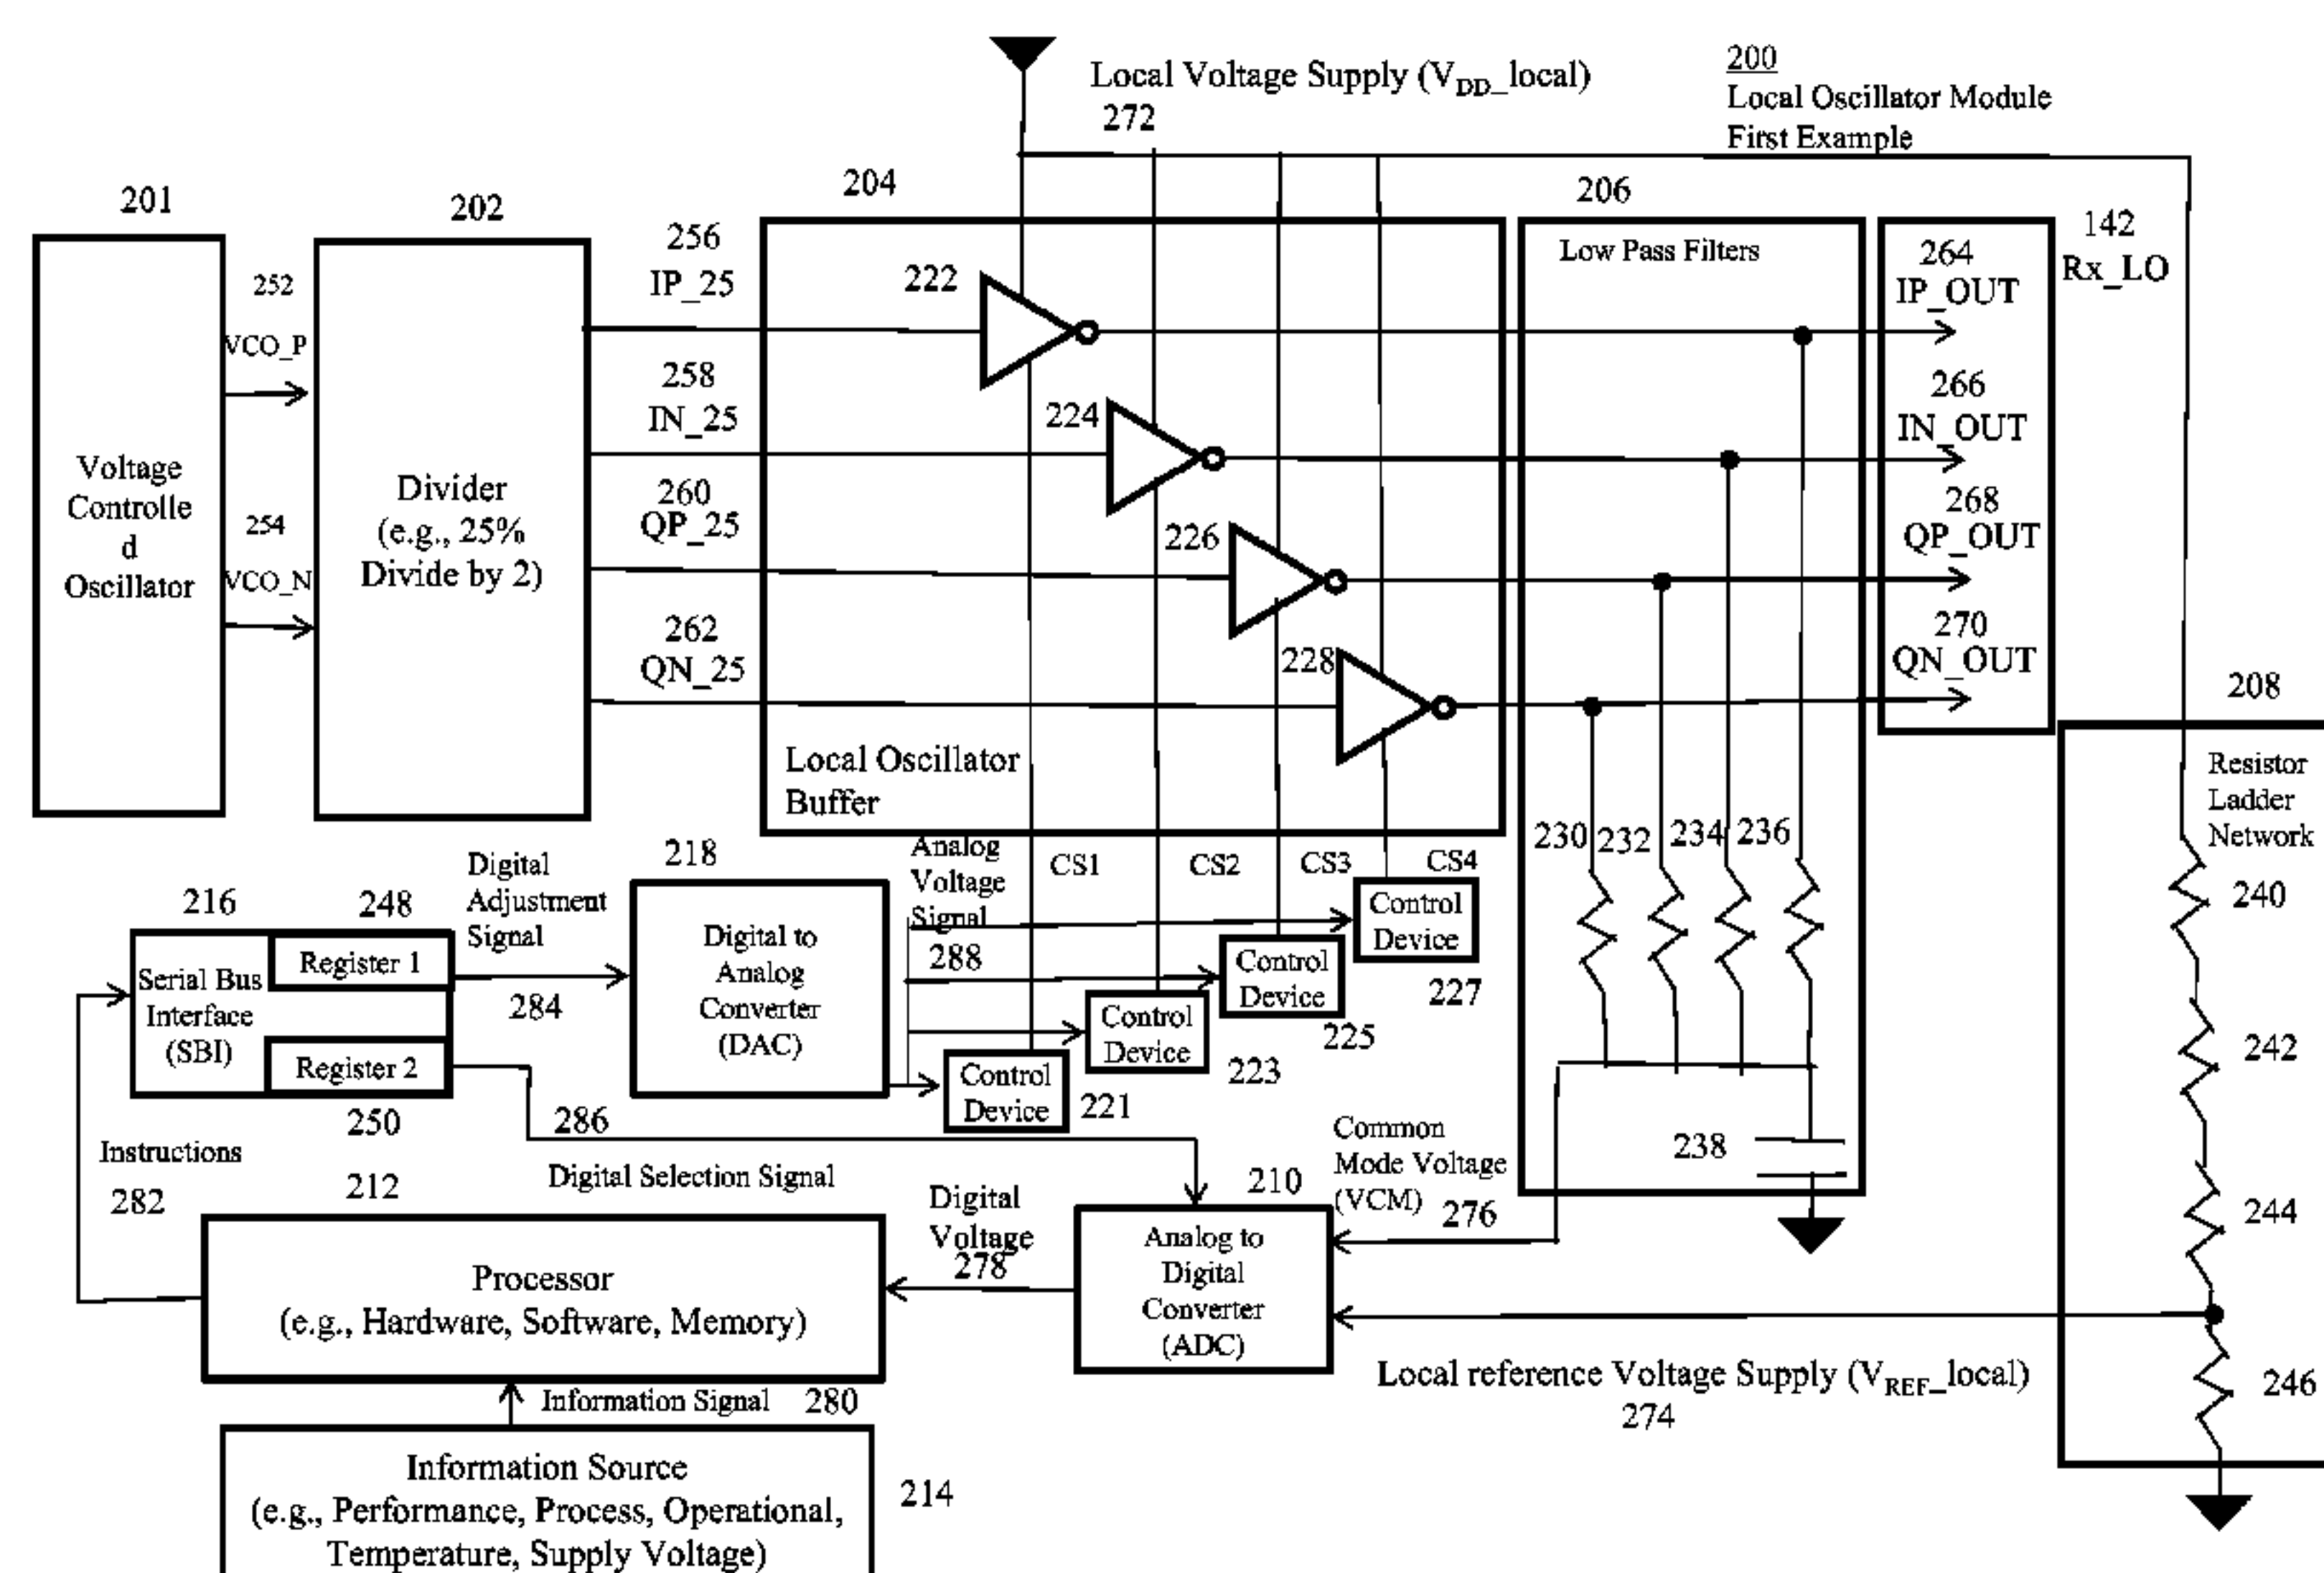 Local Voltage Supply (VDD_local)
272
200
Local Oscillator Module
First Example
201
202
204
206
142
Rx_LO
Voltage
Controlle
d
Oscillator
252
VCO_P
254
VCO_N
Divider
(e.g., 25%
Divide by 2)
256
IP_25
258
IN_25
260
QP_25
262
QN_25
222
224
226
228
Local Oscillator
Buffer
Low Pass Filters
264
IP_OUT
266
IN_OUT
268
QP_OUT
270
QN_OUT
208
Resistor
Ladder
Network
240
242
244
246
230
232
234
236
238
216
248
Serial Bus
Interface
(SBI)
Register 1
Register 2
250
Digital
Adjustment
Signal
284
218
Digital to
Analog
Converter
(DAC)
Analog
Voltage
Signal
288
CS1
CS2
CS3
CS4
Control
Device
227
Control
Device
225
Control
Device
223
Control
Device
221
286
Digital Selection Signal
Instructions
282
212
Processor
(e.g., Hardware, Software, Memory)
Digital
Voltage
278
210
Analog to
Digital
Converter
(ADC)
Common
Mode Voltage
(VCM)
276
Local reference Voltage Supply (VREF_local)
274
Information Signal
280
Information Source
(e.g., Performance, Process, Operational,
Temperature, Supply Voltage)
214